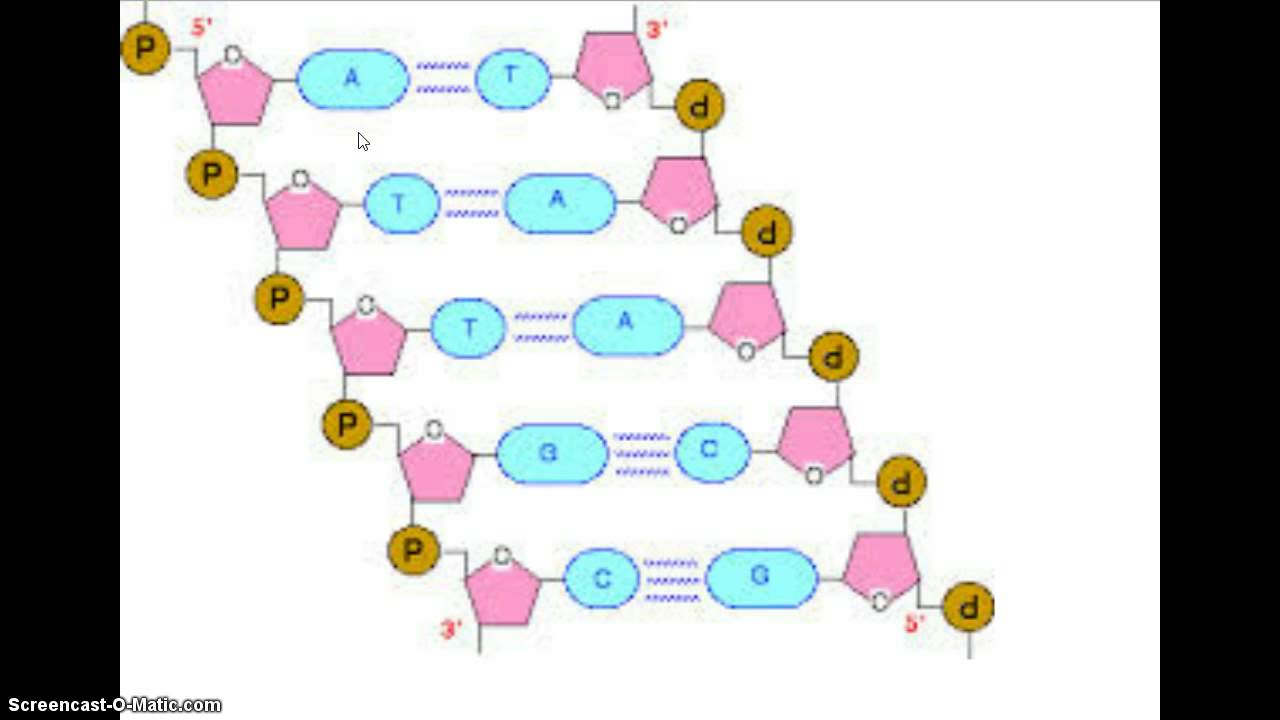 5' 3'
P O A T O d
P O T A O d
P O T A O d
P O G C O d
P O C G O d
3' 5'
Screencast-O-Matic.com